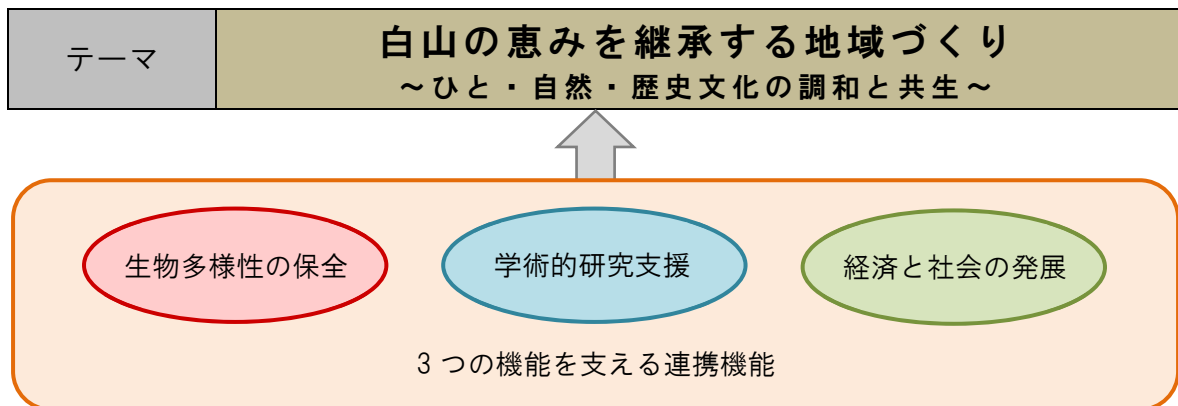 テーマ
白山の恵みを継承する地域づくり
～ひと・自然・歴史文化の調和と共生～
生物多様性の保全
学術的研究支援
経済と社会の発展
3 つの機能を支える連携機能